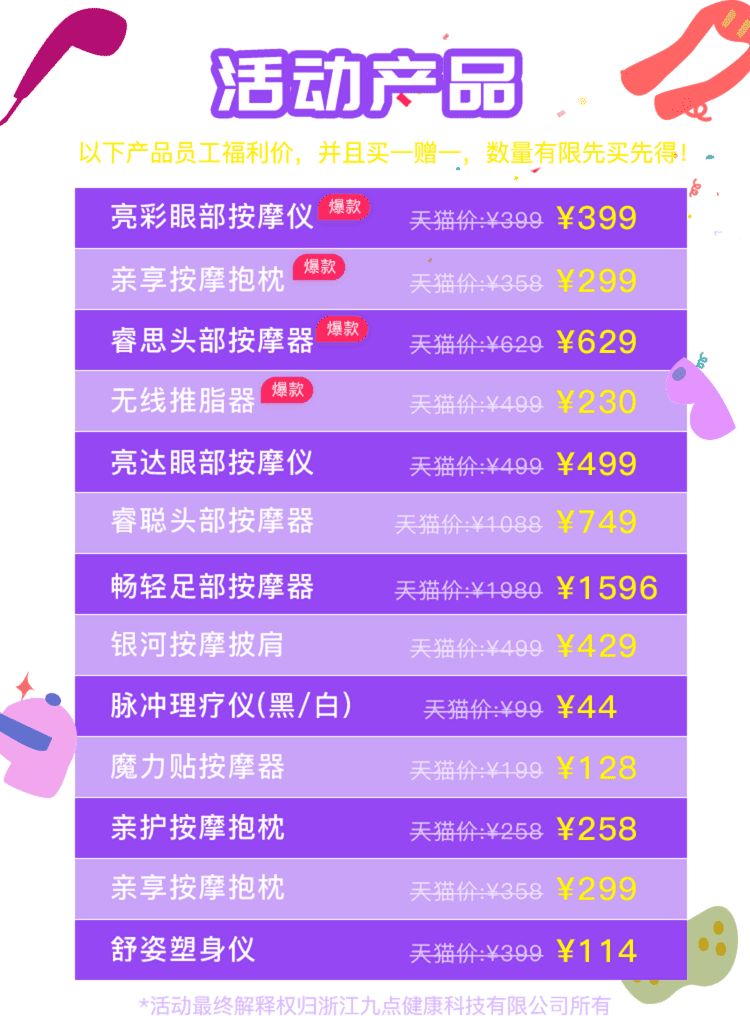 活动产品
以下产品员工福利价，并且买一赠一，数量有限先买先得！
亮彩眼部按摩仪 爆款 天猫价:¥399 ¥399
亲享按摩抱枕 爆款 天猫价:¥358 ¥299
睿思头部按摩器 爆款 天猫价:¥629 ¥629
无线推脂器 爆款 天猫价:¥499 ¥230
亮达眼部按摩仪 天猫价:¥499 ¥499
睿聪头部按摩器 天猫价:¥1088 ¥749
畅轻足部按摩器 天猫价:¥1980 ¥1596
银河按摩披肩 天猫价:¥499 ¥429
脉冲理疗仪(黑/白) 天猫价:¥99 ¥44
魔力贴按摩器 天猫价:¥199 ¥128
亲护按摩抱枕 天猫价:¥258 ¥258
亲享按摩抱枕 天猫价:¥358 ¥299
舒姿塑身仪 天猫价:¥399 ¥114
*活动最终解释权归浙江九点健康科技有限公司所有